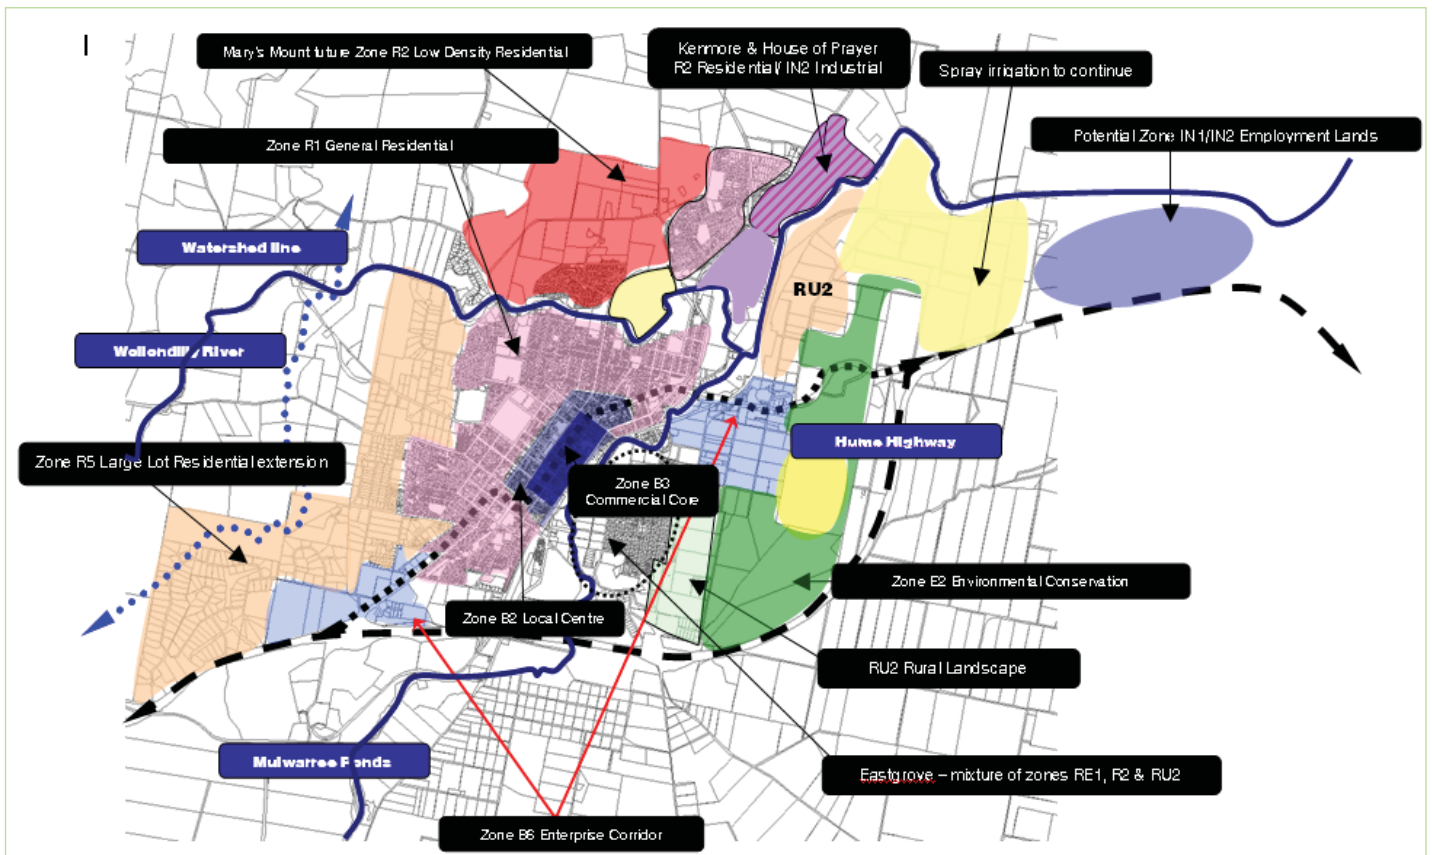 Mary's Mount future Zone R2 Low Density Residential
Kenmore & House of Prayer
R2 Residential/ IN2 Industrial
Spray irrigation to continue
Potential Zone IN1/IN2 Employment Lands
Zone R1 General Residential
Watershed line
RU2
Wollondilly River
Hume Highway
Zone R5 Large Lot Residential extension
Zone B3
Commercial Core
Zone E2 Environmental Conservation
Zone B2 Local Centre
RU2 Rural Landscape
Mulwarree Ponds
Eastgrove – mixture of zones RE1, R2 & RU2
Zone B6 Enterprise Corridor